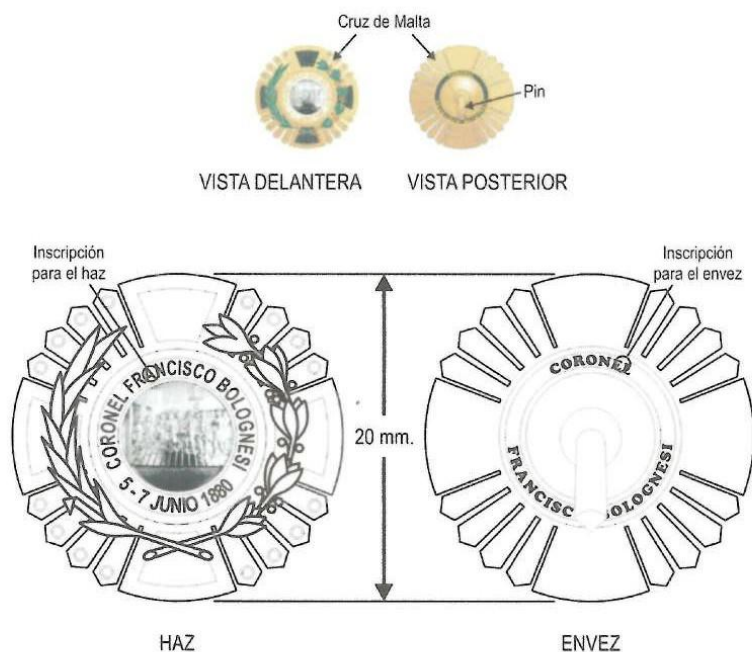 Cruz de Malta
Pin
VISTA DELANTERA
VISTA POSTERIOR
Inscripción
para el haz
Inscripción
para el envez
CORONEL FRANCISCO BOLOGNESI
5-7 JUNIO 1880
20 mm.
CORONEL
FRANCISCO BOLOGNESI
HAZ
ENVEZ